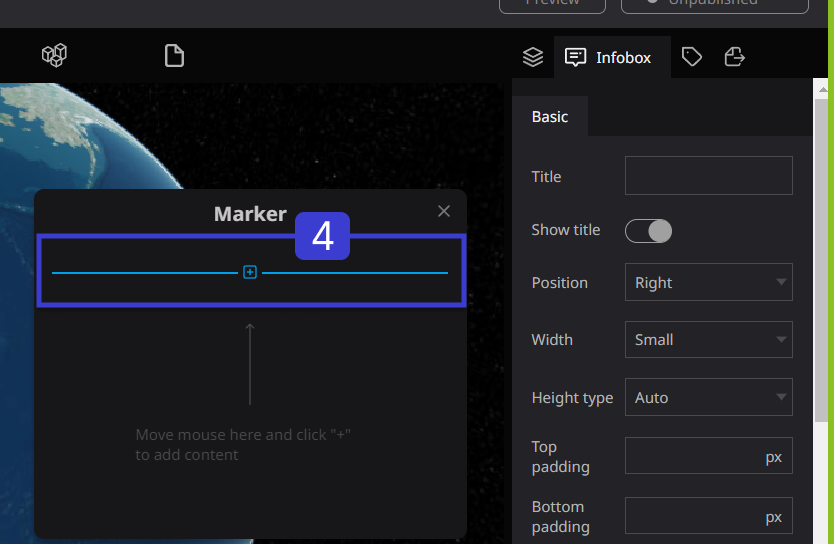 Preview
Unpublished
Infobox
Basic
Marker
4
Move mouse here and click "+"
to add content
Title
Show title
Position
Right
Width
Small
Height type
Auto
Top
padding
px
Bottom
padding
px